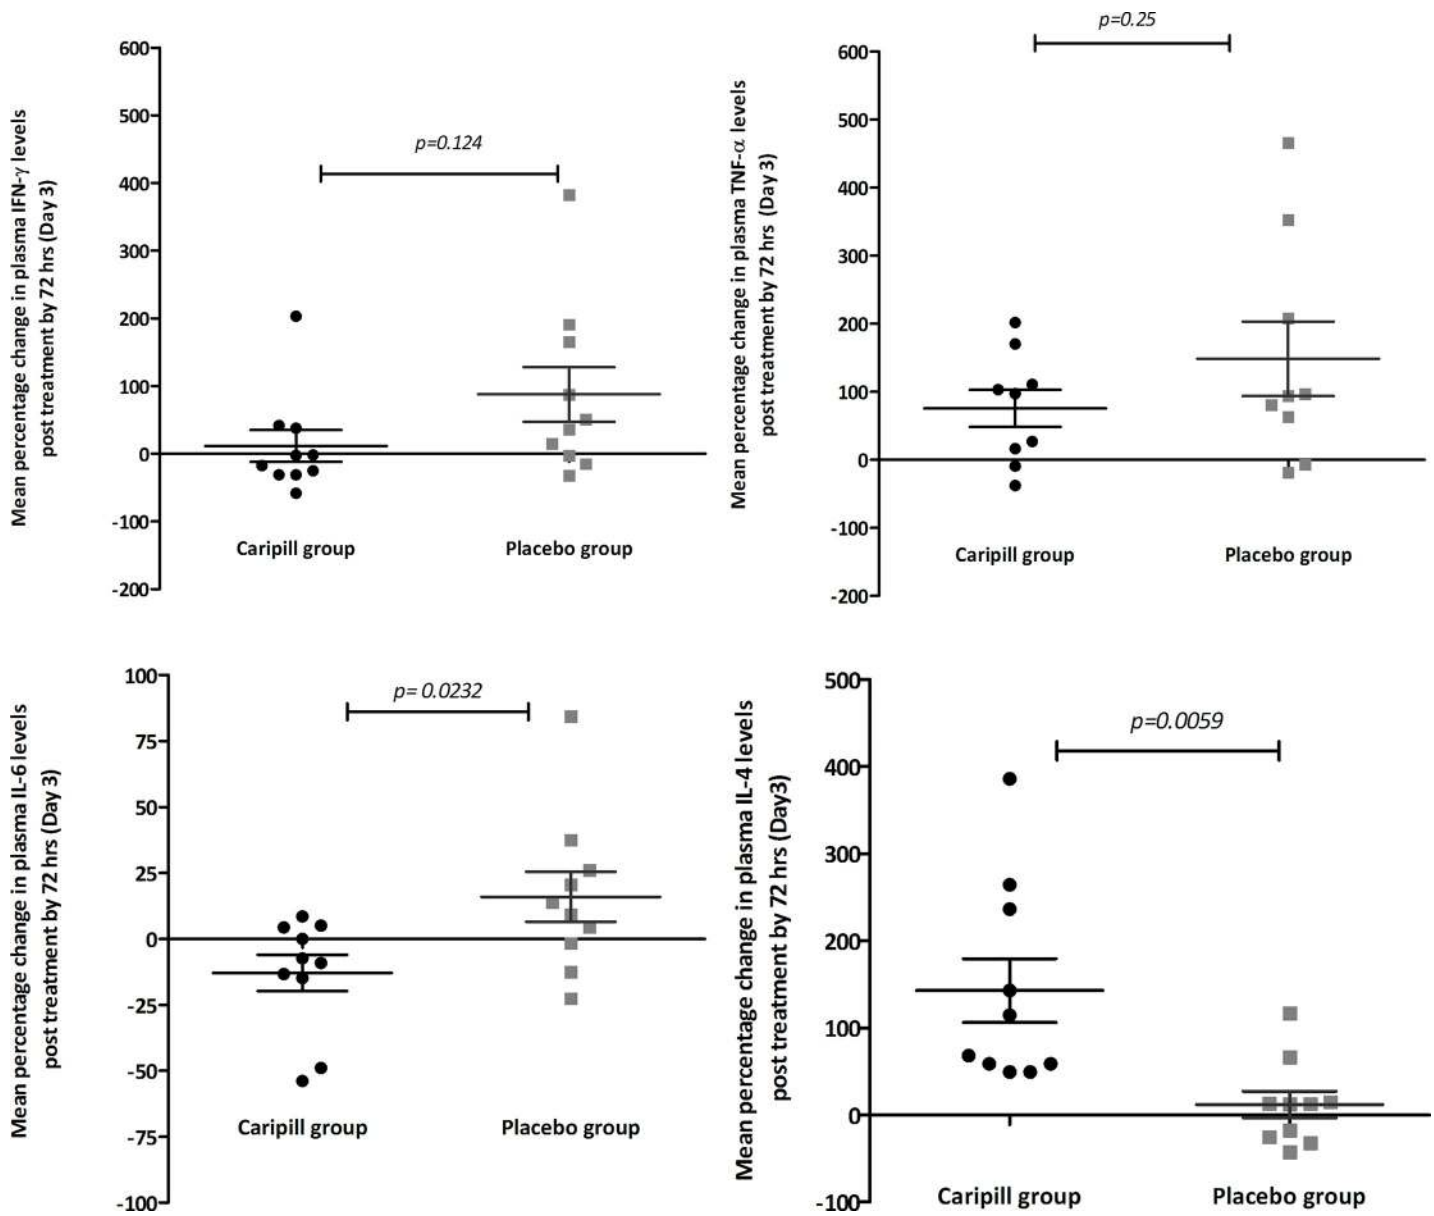 Mean percentage change in plasma IFN-γ levels
post treatment by 72 hrs (Day 3)
600
500
400
300
200
100
0
-100
-200
p=0.124
Caripill group
Placebo group
Mean percentage change in plasma TNF-α levels
post treatment by 72 hrs (Day 3)
600
500
400
300
200
100
0
-100
-200
p=0.25
Caripill group
Placebo group
Mean percentage change in plasma IL-6 levels
post treatment by 72 hrs (Day 3)
100
75
50
25
0
-25
-50
-75
-100
p= 0.0232
Caripill group
Placebo group
Mean percentage change in plasma IL-4 levels
post treatment by 72 hrs (Day3)
500
400
300
200
100
0
-100
p=0.0059
Caripill group
Placebo group